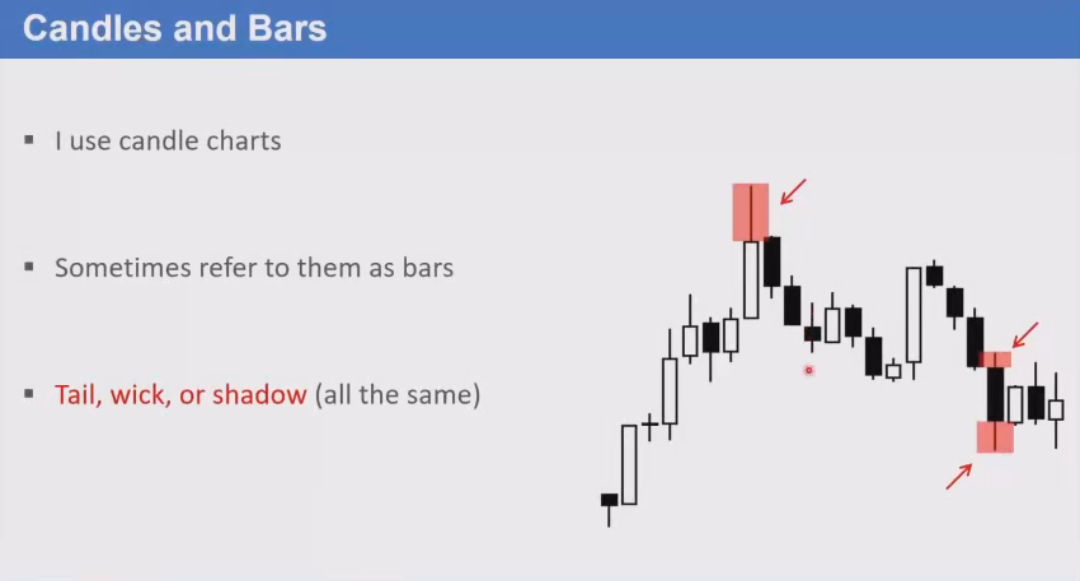 Candles and Bars
▪ I use candle charts
▪ Sometimes refer to them as bars
▪ Tail, wick, or shadow (all the same)